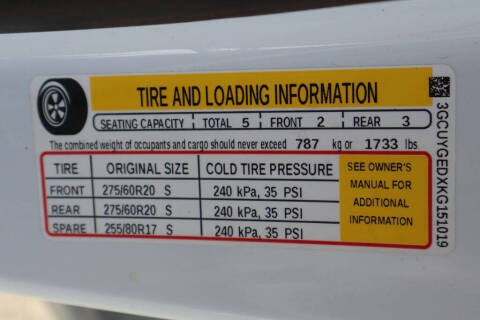 TIRE AND LOADING INFORMATION
SEATING CAPACITY TOTAL 5 FRONT 2 REAR 3
The combined weight of occupants and cargo should never exceed 787 kg or 1733 lbs.
TIRE ORIGINAL SIZE COLD TIRE PRESSURE
FRONT 275/60R20 S 240 kPa, 35 PSI
REAR 275/60R20 S 240 kPa, 35 PSI
SPARE 255/80R17 S 240 kPa, 35 PSI
SEE OWNER'S
MANUAL FOR
ADDITIONAL
INFORMATION
3GCUYGEDXKG151019